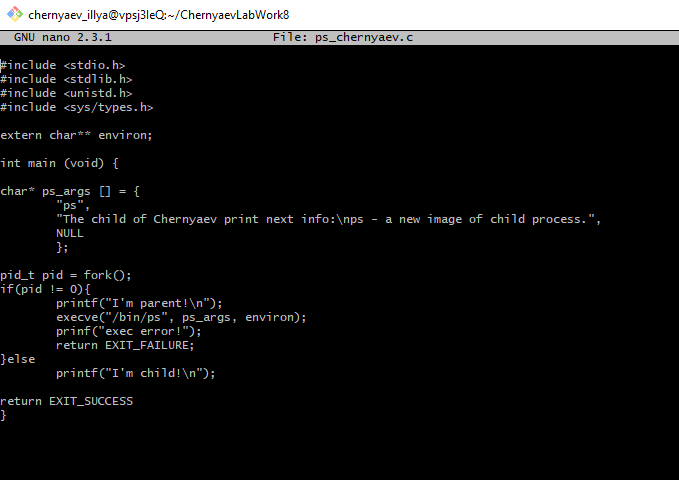 chernyaev_illya@vpsj3leQ:~/ChernyaevLabWork8
GNU nano 2.3.1 File: ps_chernyaev.c
#include <stdio.h>
#include <stdlib.h>
#include <unistd.h>
#include <sys/types.h>
extern char** environ;
int main (void) {
char* ps_args [] = {
"ps",
"The child of Chernyaev print next info:\nps - a new image of child process.",
NULL
};
pid_t pid = fork();
if(pid != 0){
printf("I'm parent!\n");
execve("/bin/ps", ps_args, environ);
prinf("exec error!");
return EXIT_FAILURE;
}else
printf("I'm child!\n");
return EXIT_SUCCESS
}